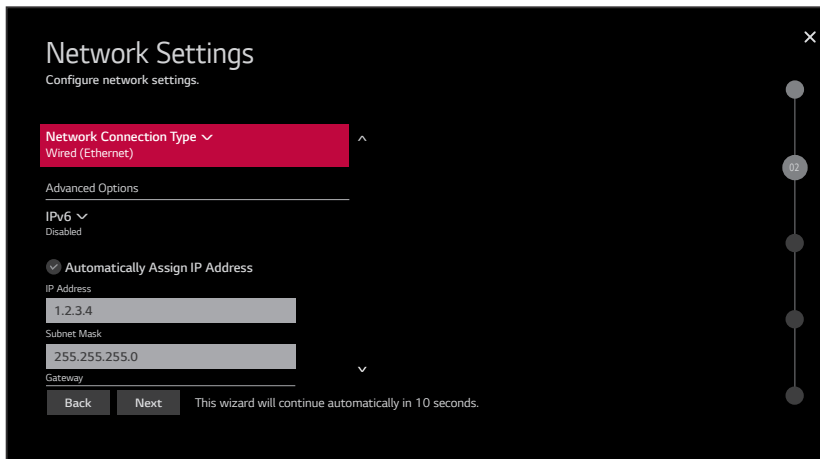 Network Settings
Configure network settings.
Network Connection Type
Wired (Ethernet)
02
Advanced Options
IPv6
Disabled
Automatically Assign IP Address
IP Address
1.2.3.4
Subnet Mask
255.255.255.0
Gateway
Back Next This wizard will continue automatically in 10 seconds.